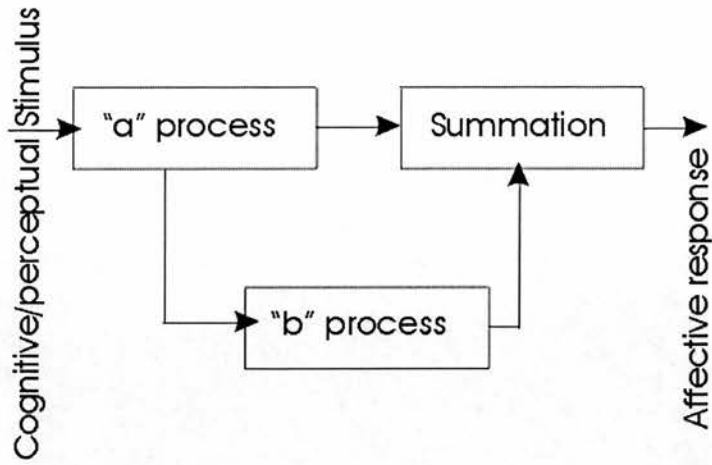 Cognitive/perceptual Stimulus
"a" process
Summation
"b" process
Affective response